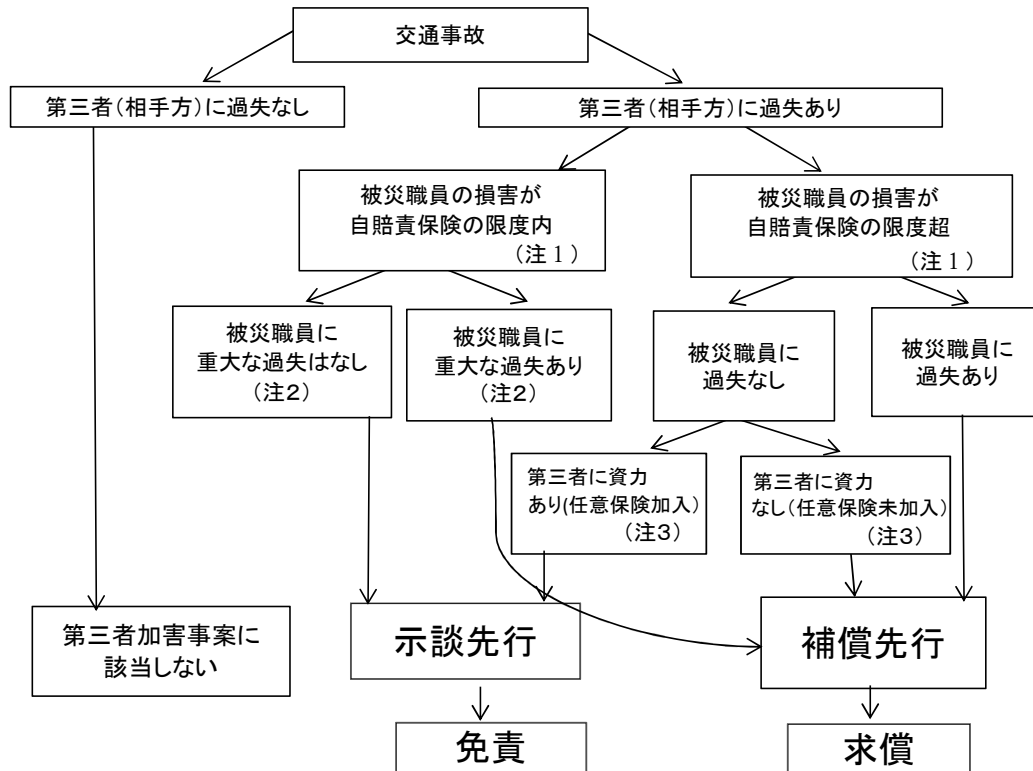 交通事故
第三者（相手方）に過失なし
第三者（相手方）に過失あり
被災職員の損害が
自賠責保険の限度内
（注１）
被災職員の損害が
自賠責保険の限度超
（注１）
被災職員に
重大な過失はなし
（注２）
被災職員に
重大な過失あり
（注２）
被災職員に
過失なし
被災職員に
過失あり
第三者に資力
あり(任意保険加入）
（注３）
第三者に資力
なし（任意保険未加入）
（注３）
第三者加害事案に
該当しない
示談先行
補償先行
免責
求償